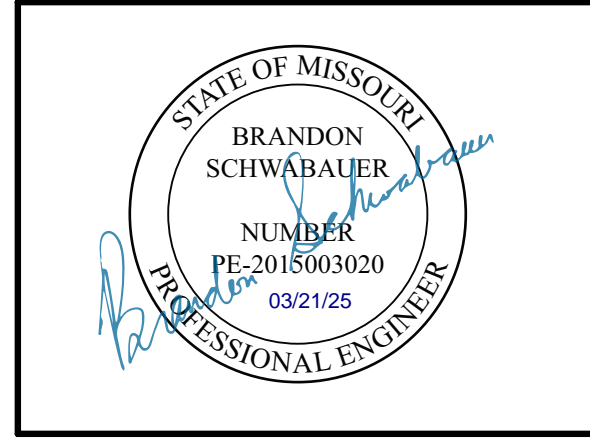 STATE OF MISSOURI
BRANDON
SCHWABAUER
NUMBER
PE-2015003020
03/21/25
PROFESSIONAL ENGINEER
Brandon Schwabauer